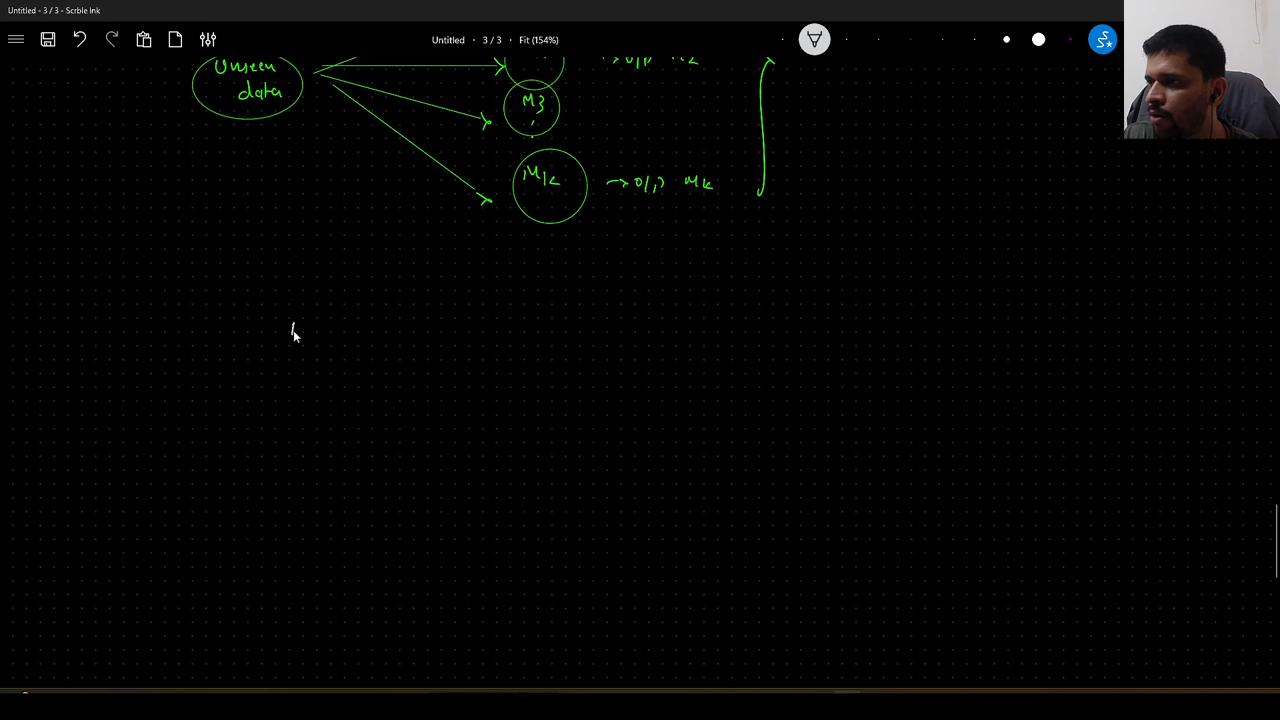 Untitled - 3 / 3 - Scrble Ink
Untitled • 3 / 3 • Fit (154%)
Unseen
data
M3
MK
→ O/P MK